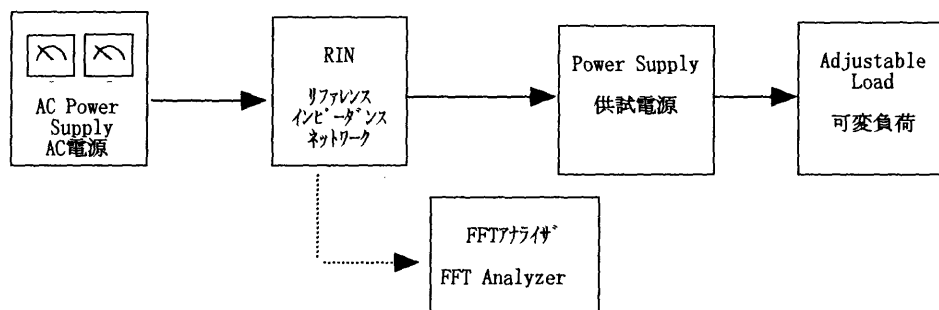 AC Power
Supply
AC電源
RIN
リファレンス
インピーダンス
ネットワーク
Power Supply
供試電源
Adjustable
Load
可変負荷
FFTアナライザ
FFT Analyzer